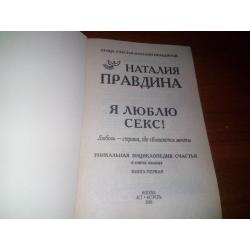 НАТАЛИЯ
ПРАВДИНА
Я ЛЮБЛЮ
СЕКС!
Любовь — страна, где сбываются мечты
УНИКАЛЬНАЯ ЭНЦИКЛОПЕДИЯ СЧАСТЬЯ
КНИГА ПЕРВАЯ
МОСКВА
АСТ • АСТРЕЛЬ